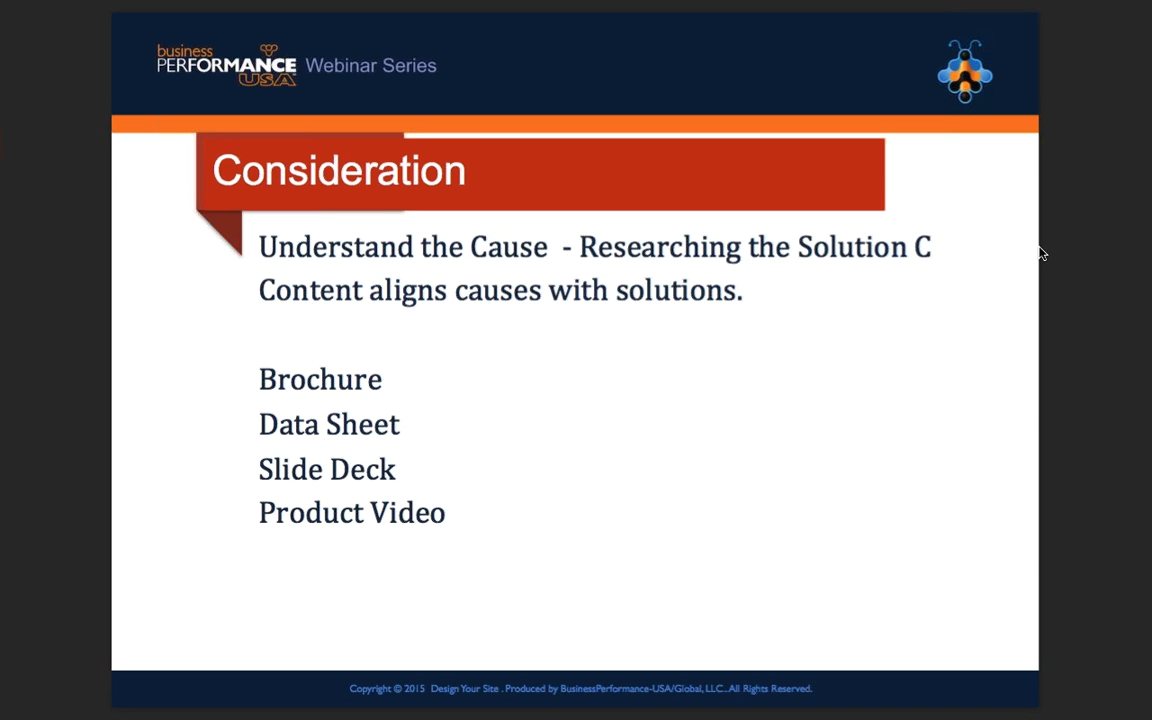 business
PERFORMANCE
USA
Webinar Series
Consideration
Understand the Cause - Researching the Solution C
Content aligns causes with solutions.
Brochure
Data Sheet
Slide Deck
Product Video
Copyright © 2015 Design Your Site . Produced by BusinessPerformance-USA/Global, LLC.. All Rights Reserved.